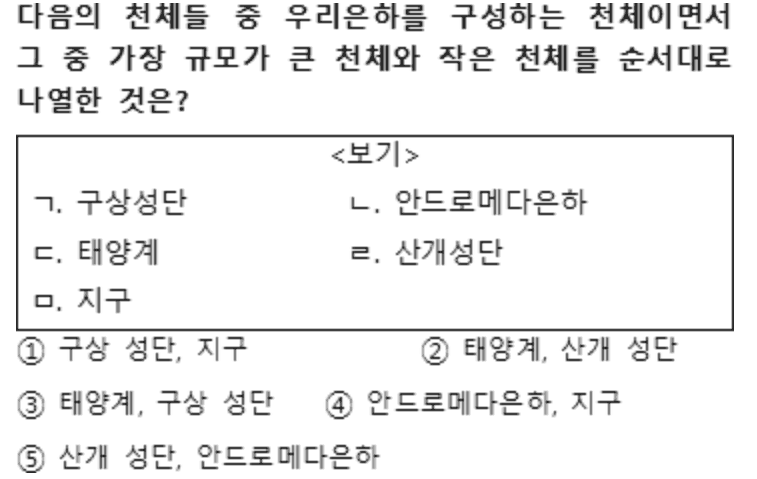 다음의 천체들 중 우리은하를 구성하는 천체이면서
그 중 가장 규모가 큰 천체와 작은 천체를 순서대로
나열한 것은?
<보기>
ㄱ. 구상성단 ㄴ. 안드로메다은하
ㄷ. 태양계 ㄹ. 산개성단
ㅁ. 지구
① 구상 성단, 지구 ② 태양계, 산개 성단
③ 태양계, 구상 성단 ④ 안드로메다은하, 지구
⑤ 산개 성단, 안드로메다은하